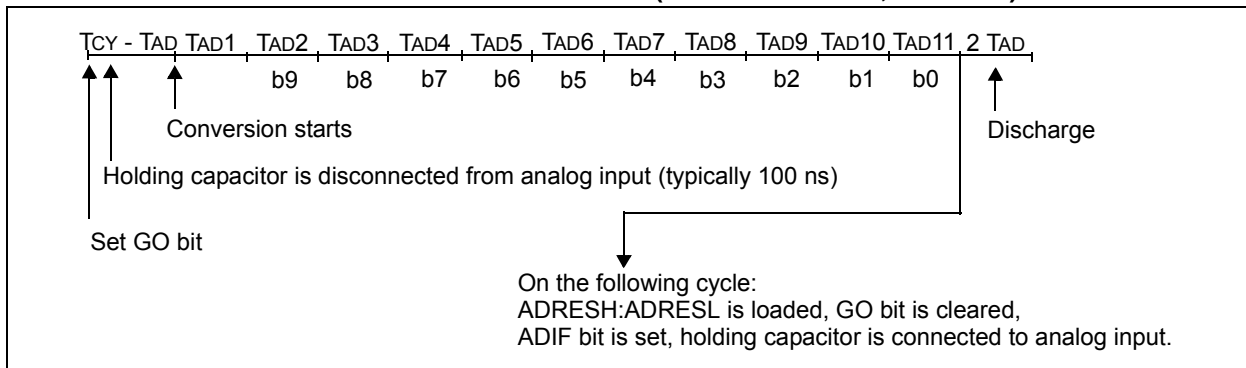 TCY - TAD TAD1 TAD2 TAD3 TAD4 TAD5 TAD6 TAD7 TAD8 TAD9 TAD10 TAD11 2 TAD
b9 b8 b7 b6 b5 b4 b3 b2 b1 b0
Conversion starts
Discharge
Holding capacitor is disconnected from analog input (typically 100 ns)
Set GO bit
On the following cycle:
ADRESH:ADRESL is loaded, GO bit is cleared,
ADIF bit is set, holding capacitor is connected to analog input.